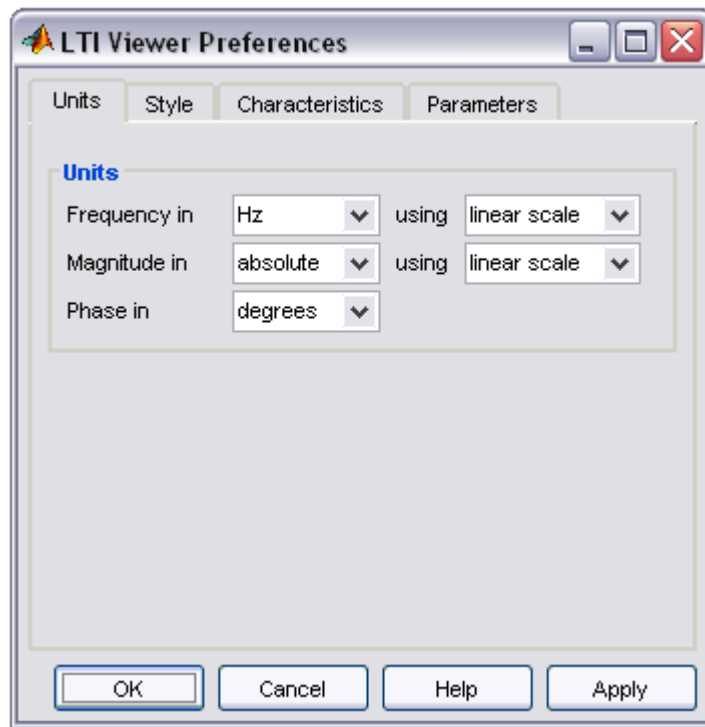 LTI Viewer Preferences
Units Style Characteristics Parameters
Units
Frequency in Hz using linear scale
Magnitude in absolute using linear scale
Phase in degrees
OK Cancel Help Apply